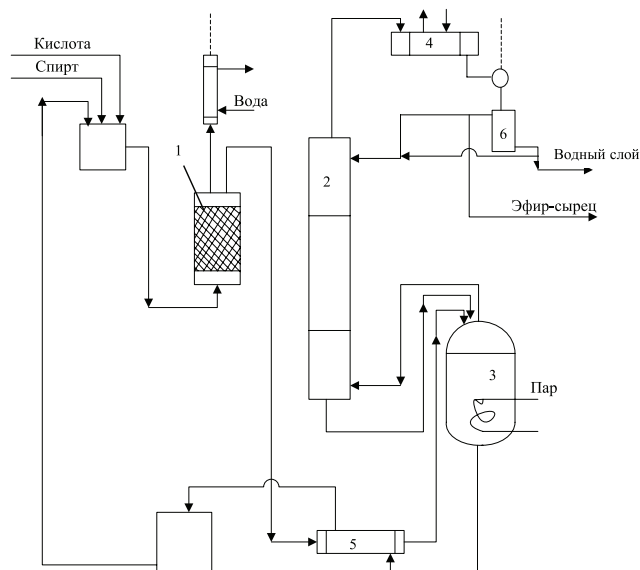 Кислота
Спирт
Вода
1
2
4
6
Водный слой
Эфир-сырец
3
Пар
5